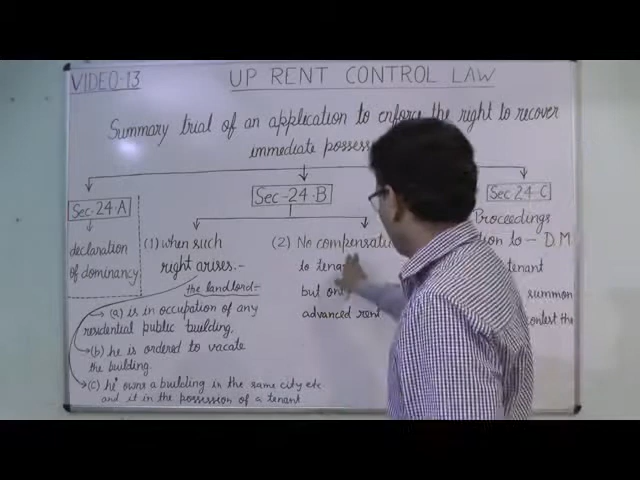 VIDEO-13
UP RENT CONTROL LAW
Summary trial of an application to enforce the right to recover
immediate possess
Sec-24-A
declaration
of dominancy
Sec-24-B
(1) when such
right arises.-
the landlord=
(a) is in occupation of any
residential public building.
(b) he is ordered to vacate
the building.
(c) he owns a building in the same city etc
and it in the possession of a tenant
(2) No compensati
to tena
but on
advanced rent
Sec 24 C
Proceedings
tion to - D.M
tenant
summon
contest the